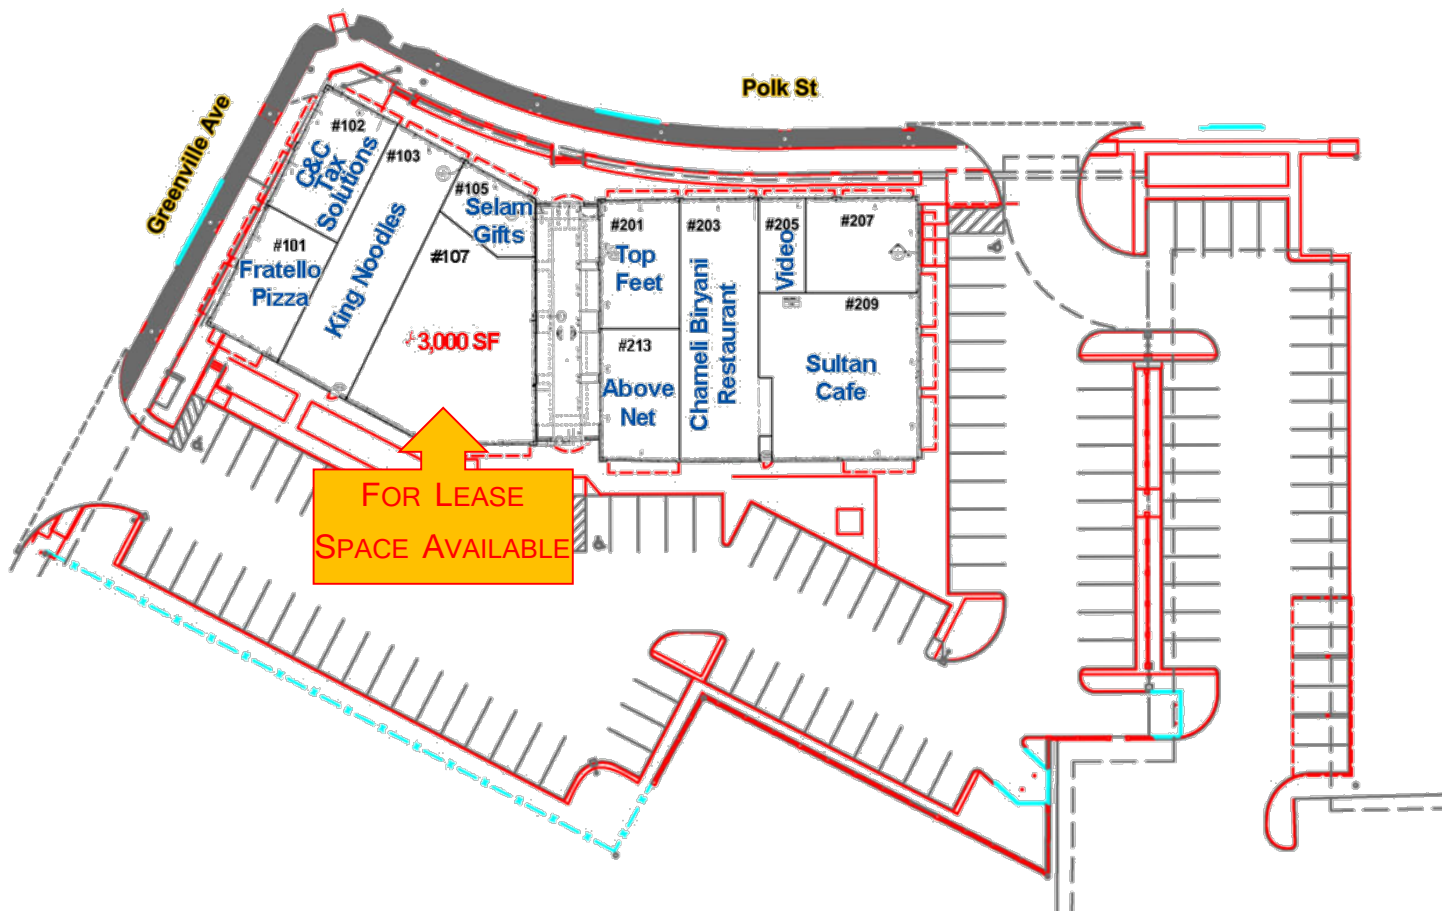 Polk St
Greenville Ave
#102
C&C
Tax
Solutions
#103
King Noodles
#105
Selam
Gifts
#101
Fratello
Pizza
#107
3,000 SF
#201
Top
Feet
#203
Chameli Biryani
Restaurant
#205
Video
#207
#209
Sultan
Cafe
#213
Above
Net
FOR LEASE
SPACE AVAILABLE